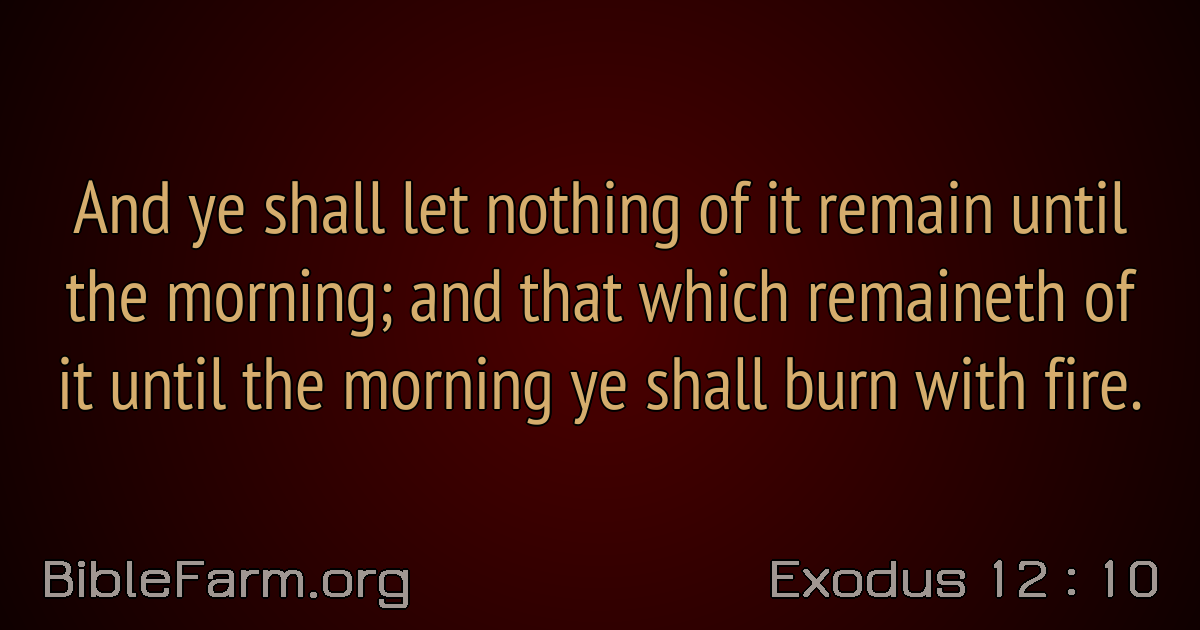 And ye shall let nothing of it remain until
the morning; and that which remaineth of
it until the morning ye shall burn with fire.
BibleFarm.org
Exodus 12 : 10